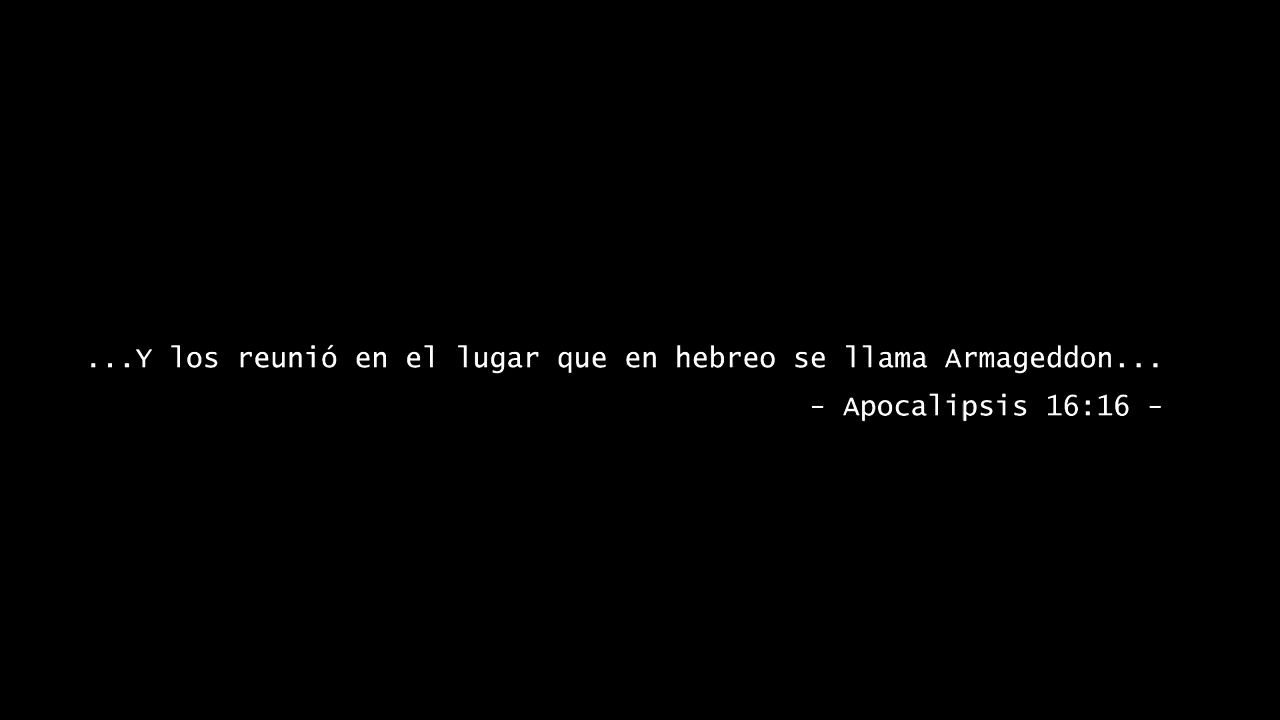 ...Y los reunió en el lugar que en hebreo se llama Armageddon...
- Apocalipsis 16:16 -